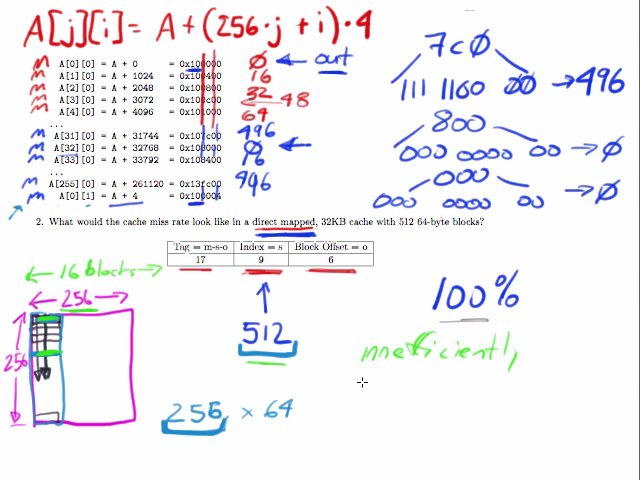 A[j][i] = A + (256·j + i)·4
m A[0][0] = A + 0 = 0x100000 ∅ ← out
m A[1][0] = A + 1024 = 0x100400 16
m A[2][0] = A + 2048 = 0x100800 32
m A[3][0] = A + 3072 = 0x100c00 48
m A[4][0] = A + 4096 = 0x101000 64
...
m A[31][0] = A + 31744 = 0x107c00 496
m A[32][0] = A + 32768 = 0x108000 ∅ ←
m A[33][0] = A + 33792 = 0x108400 16
...
m A[255][0] = A + 261120 = 0x13fc00 496
m A[0][1] = A + 4 = 0x100004
7c∅
111 1100 00 → 496
800
000 0000 00 → ∅
000
000 0000 00 → ∅
2. What would the cache miss rate look like in a direct mapped, 32KB cache with 512 64-byte blocks?
Tag = m-s-o Index = s Block Offset = o
17 9 6
← 16 blocks →
← 256 →
256
512
256 × 64
100%
inefficiently